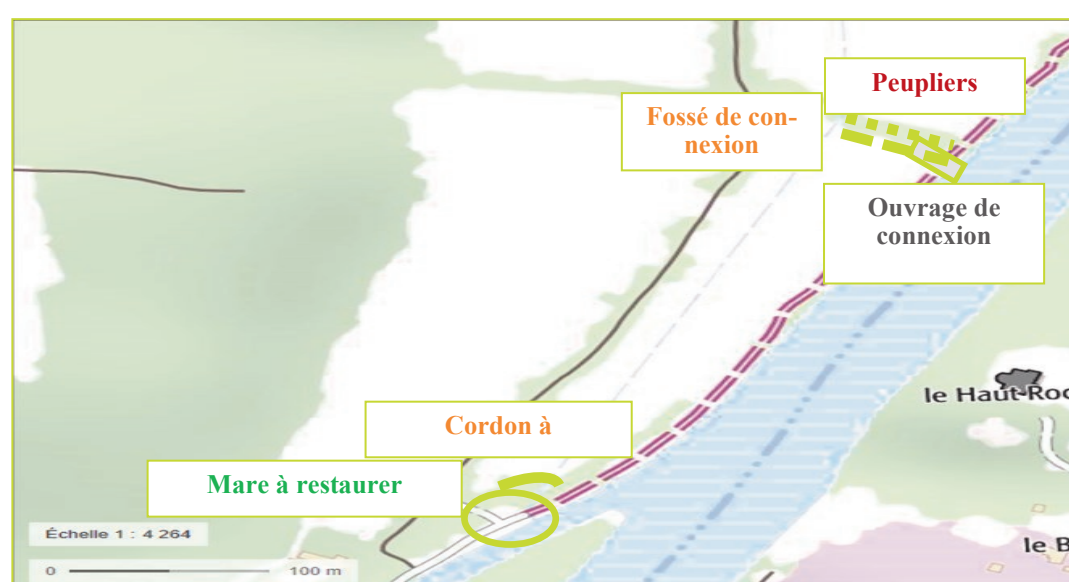 Peupliers
Fossé de con-
nexion
Ouvrage de
connexion
le Haut Roc
Cordon à
Mare à restaurer
Échelle 1 : 4 264
le B
0 100 m